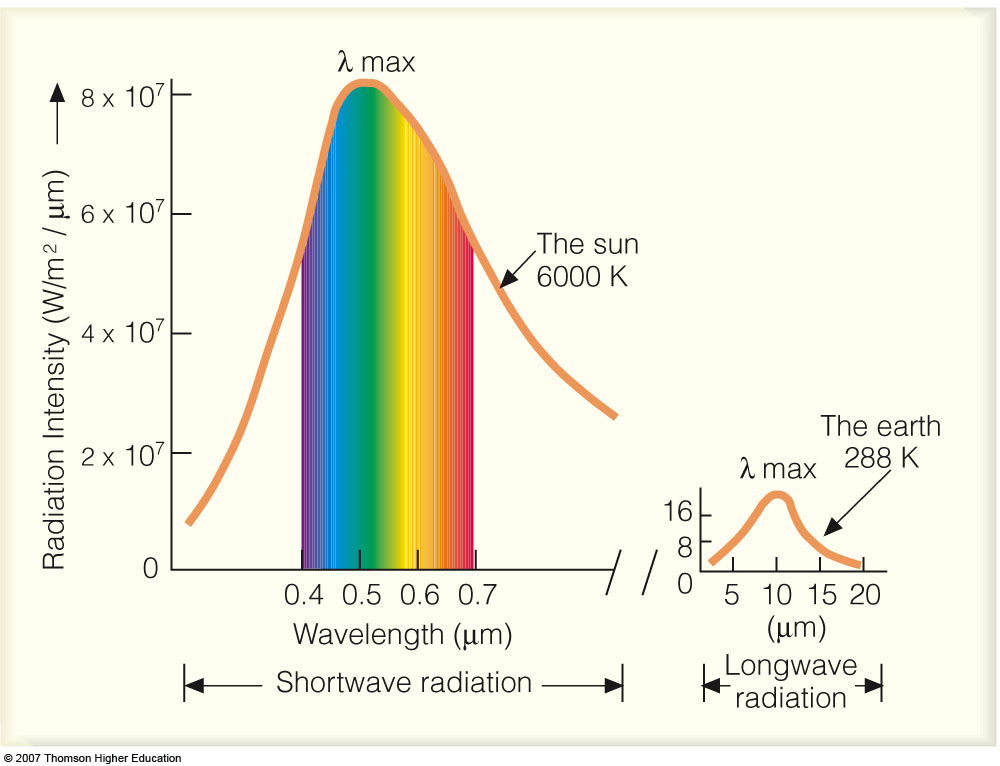 λ max
8 x 10⁷
6 x 10⁷
4 x 10⁷
2 x 10⁷
0
Radiation Intensity (W/m² / μm)
The sun
6000 K
0.4 0.5 0.6 0.7
Wavelength (μm)
Shortwave radiation
The earth
288 K
λ max
16
8
0
5 10 15 20
(μm)
Longwave
radiation
© 2007 Thomson Higher Education